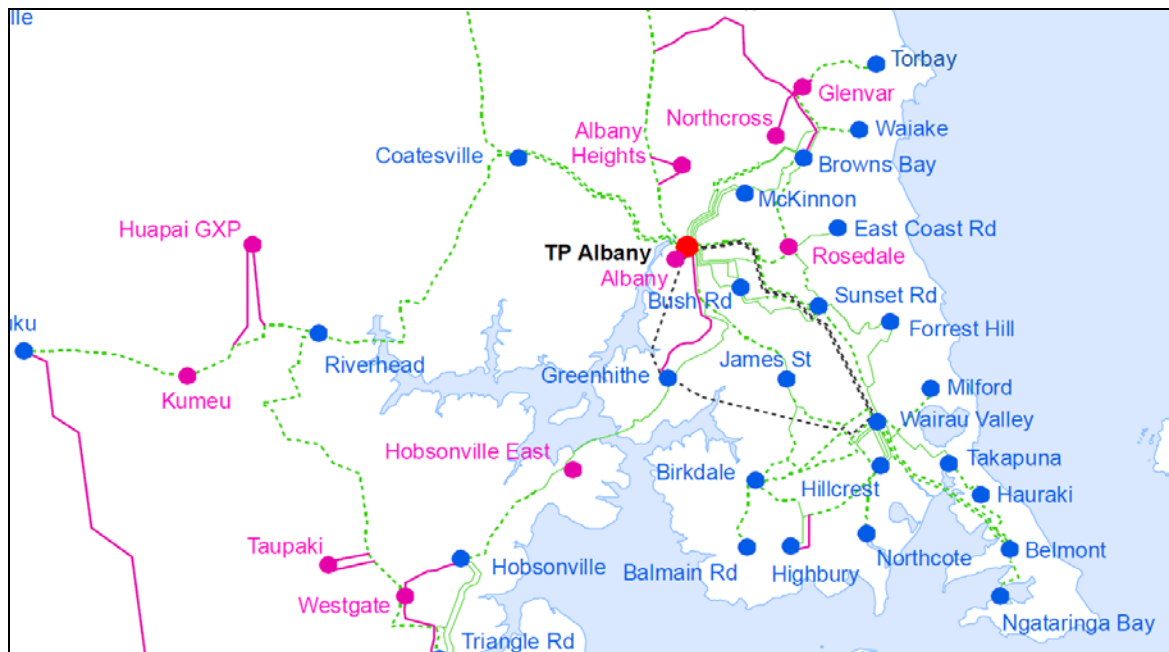 Torbay
Glenvar
Northcross
Waiake
Albany
Heights
Coatesville
Browns Bay
McKinnon
Huapai GXP
East Coast Rd
TP Albany
Rosedale
Albany
Bush Rd
Sunset Rd
Forrest Hill
Riverhead
James St
Greenhithe
Milford
Kumeu
Wairau Valley
Hobsonville East
Birkdale
Hillcrest
Takapuna
Hauraki
Taupaki
Hobsonville
Balmain Rd
Highbury
Northcote
Belmont
Westgate
Ngataringa Bay
Triangle Rd